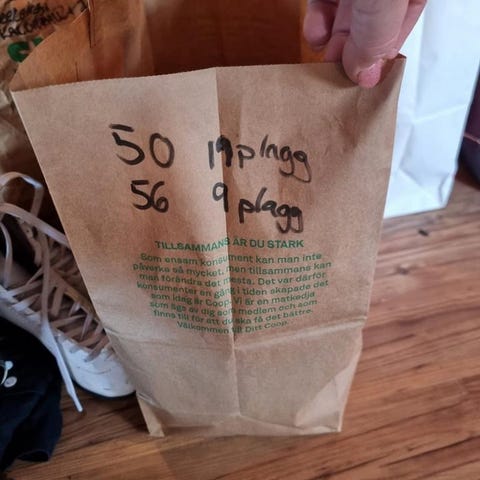 50 19 plagg
56 9 plagg
TILLSAMMANS ÄR DU STARK
Som ensam konsument kan man inte
påverka så mycket, men tillsammans kan
man förändra det mesta. Det var därför
konsumenter en gång i tiden skapade det
som idag är Coop. Vi är en matkedja
som ägs av dig som medlem och som
finns till för att du ska få det bättre.
Välkommen till Ditt Coop.